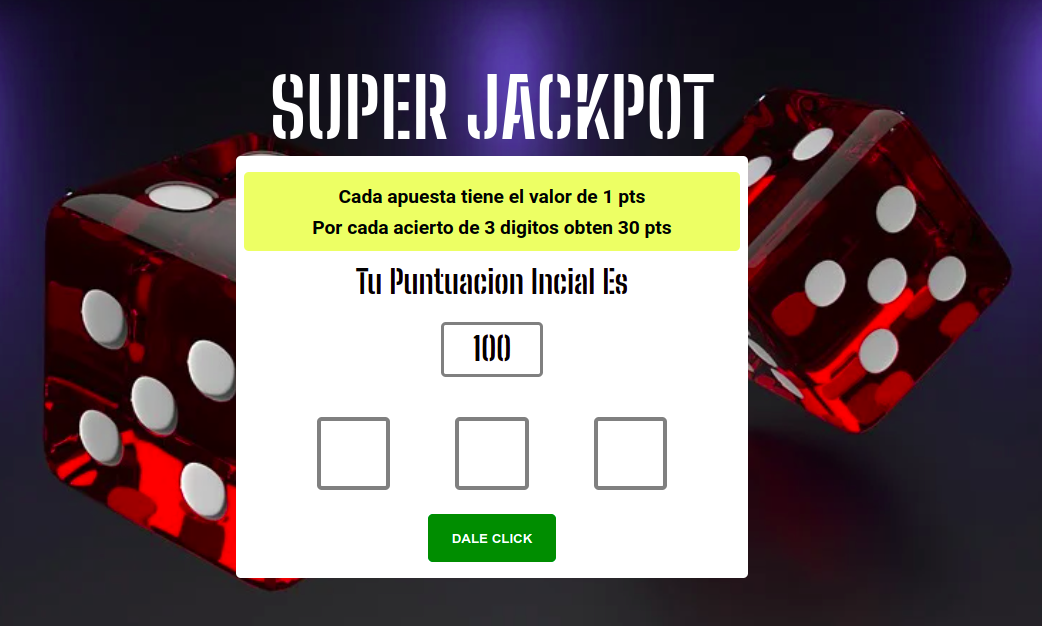 SUPER JACKPOT
Cada apuesta tiene el valor de 1 pts
Por cada acierto de 3 digitos obten 30 pts
Tu Puntuacion Incial Es
100
DALE CLICK